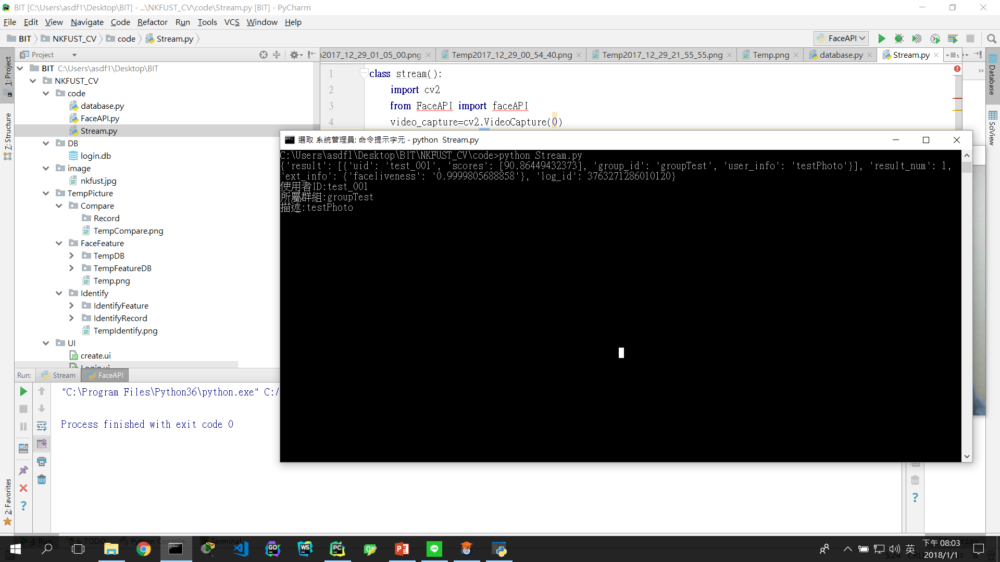 BIT [C:\Users\asdf1\Desktop\BIT] - ...\NKFUST_CV\code\Stream.py [BIT] - PyCharm
File Edit View Navigate Code Refactor Run Tools VCS Window Help
BIT NKFUST_CV code Stream.py
FaceAPI
Project
p2017_12_29_01_05_00.png Temp2017_12_29_00_54_40.png Temp2017_12_29_21_55_55.png Temp.png database.py Stream.py
1: Project
7: Structure
2: Favorites
Database
SciView
BIT C:\Users\asdf1\Desktop\BIT
NKFUST_CV
code
database.py
FaceAPI.py
Stream.py
DB
login.db
image
nkfust.jpg
TempPicture
Compare
Record
TempCompare.png
FaceFeature
TempDB
TempFeatureDB
Temp.png
Identify
IdentifyFeature
IdentifyRecord
TempIdentify.png
UI
create.ui
Login.ui
1 class stream():
2 import cv2
3 from FaceAPI import faceAPI
4 video_capture=cv2.VideoCapture(0)
選取 系統管理員: 命令提示字元 - python Stream.py
C:\Users\asdf1\Desktop\BIT\NKFUST_CV\code>python Stream.py
{'result': [{'uid': 'test_001', 'scores': [90.86449432373], 'group_id': 'groupTest', 'user_info': 'testPhoto'}], 'result_num': 1,
'ext_info': {'faceliveness': '0.9999805688858'}, 'log_id': 3763271286010120}
使用者ID:test_001
所屬群組:groupTest
描述:testPhoto
Run: Stream FaceAPI
"C:\Program Files\Python36\python.exe" C:/
Process finished with exit code 0
4: Run 6: TODO Python Console Terminal
5:24
英
下午 08:03
2018/1/1